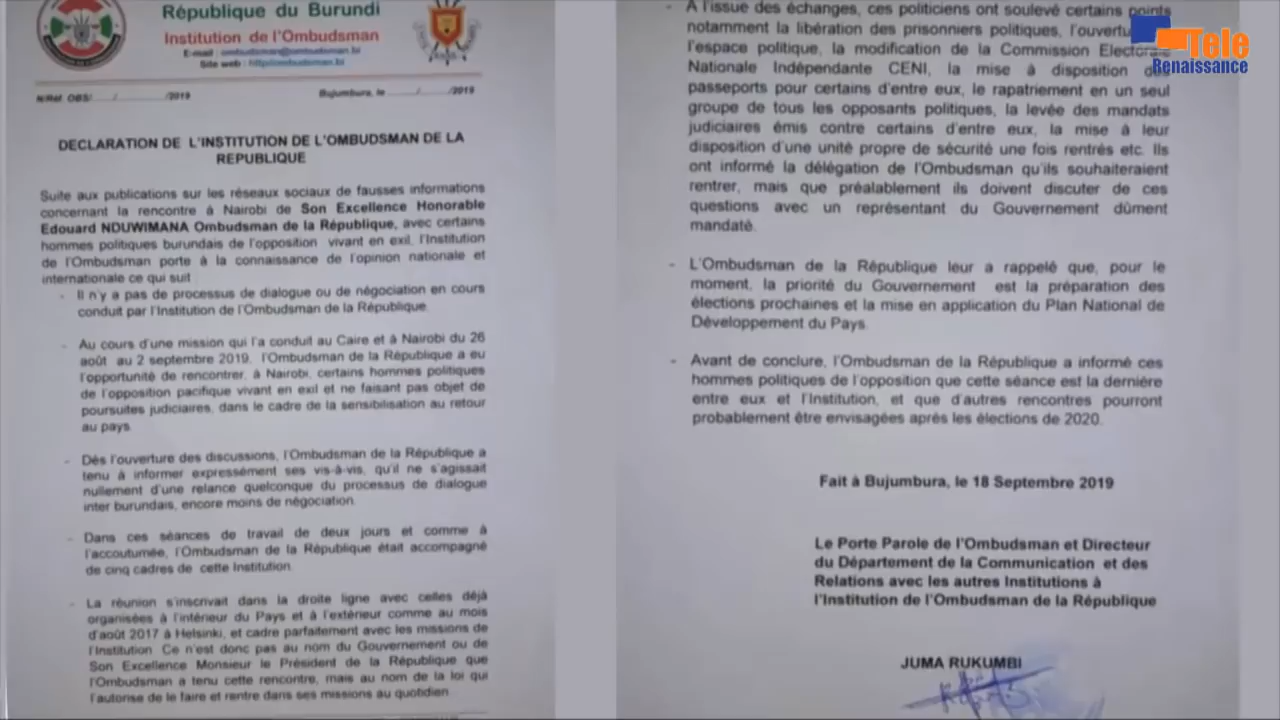 République du Burundi
Institution de l'Ombudsman
E-mail : ombudsman@ombudsman.bi
Site web : http//ombudsman.bi
N/Réf OBS/ / /2019
Bujumbura, le / /2019
DECLARATION DE L'INSTITUTION DE L'OMBUDSMAN DE LA
REPUBLIQUE
Suite aux publications sur les réseaux sociaux de fausses informations
concernant la rencontre à Nairobi de Son Excellence Honorable
Edouard NDUWIMANA Ombudsman de la République, avec certains
hommes politiques burundais de l'opposition vivant en exil, l'Institution
de l'Ombudsman porte à la connaissance de l'opinion nationale et
internationale ce qui suit :
- Il n'y a pas de processus de dialogue ou de négociation en cours
conduit par l'Institution de l'Ombudsman de la République.
- Au cours d'une mission qui l'a conduit au Caire et à Nairobi du 26
août au 2 septembre 2019, l'Ombudsman de la République a eu
l'opportunité de rencontrer, à Nairobi, certains hommes politiques
de l'opposition pacifique vivant en exil et ne faisant pas objet de
poursuites judiciaires, dans le cadre de la sensibilisation au retour
au pays.
- Dès l'ouverture des discussions, l'Ombudsman de la République a
tenu à informer expressément ses vis-à-vis, qu'il ne s'agissait
nullement d'une relance quelconque du processus de dialogue
inter burundais, encore moins de négociation.
- Dans ces séances de travail de deux jours et comme à
l'accoutumée, l'Ombudsman de la République était accompagné
de cinq cadres de cette Institution.
- La réunion s'inscrivait dans la droite ligne avec celles déjà
organisées à l'intérieur du Pays et à l'extérieur comme au mois
d'août 2017 à Helsinki, et cadre parfaitement avec les missions de
l'Institution. Ce n'est donc pas au nom du Gouvernement ou de
Son Excellence Monsieur le Président de la République que
l'Ombudsman a tenu cette rencontre, mais au nom de la loi qui
l'autorise de le faire et rentre dans ses missions au quotidien.
- A l'issue des échanges, ces politiciens ont soulevé certains points
notamment la libération des prisonniers politiques, l'ouverture
l'espace politique, la modification de la Commission Electorale
Nationale Indépendante CENI, la mise à disposition des
passeports pour certains d'entre eux, le rapatriement en un seul
groupe de tous les opposants politiques, la levée des mandats
judiciaires émis contre certains d'entre eux, la mise à leur
disposition d'une unité propre de sécurité une fois rentrés etc. Ils
ont informé la délégation de l'Ombudsman qu'ils souhaiteraient
rentrer, mais que préalablement ils doivent discuter de ces
questions avec un représentant du Gouvernement dûment
mandaté.
- L'Ombudsman de la République leur a rappelé que, pour le
moment, la priorité du Gouvernement est la préparation des
élections prochaines et la mise en application du Plan National de
Développement du Pays.
- Avant de conclure, l'Ombudsman de la République a informé ces
hommes politiques de l'opposition que cette séance est la dernière
entre eux et l'Institution, et que d'autres rencontres pourront
probablement être envisagées après les élections de 2020.
Fait à Bujumbura, le 18 Septembre 2019
Le Porte Parole de l'Ombudsman et Directeur
du Département de la Communication et des
Relations avec les autres Institutions à
l'Institution de l'Ombudsman de la République
JUMA RUKUMBI
Tele
Renaissance